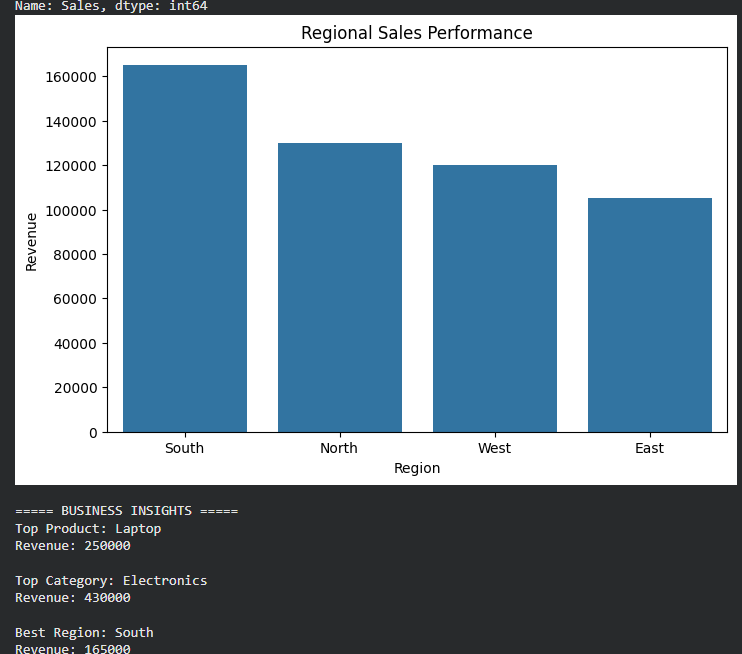 Name: Sales, dtype: int64
Regional Sales Performance
160000
140000
120000
100000
80000
60000
40000
20000
0
Revenue
South North West East
Region
===== BUSINESS INSIGHTS =====
Top Product: Laptop
Revenue: 250000
Top Category: Electronics
Revenue: 430000
Best Region: South
Revenue: 165000